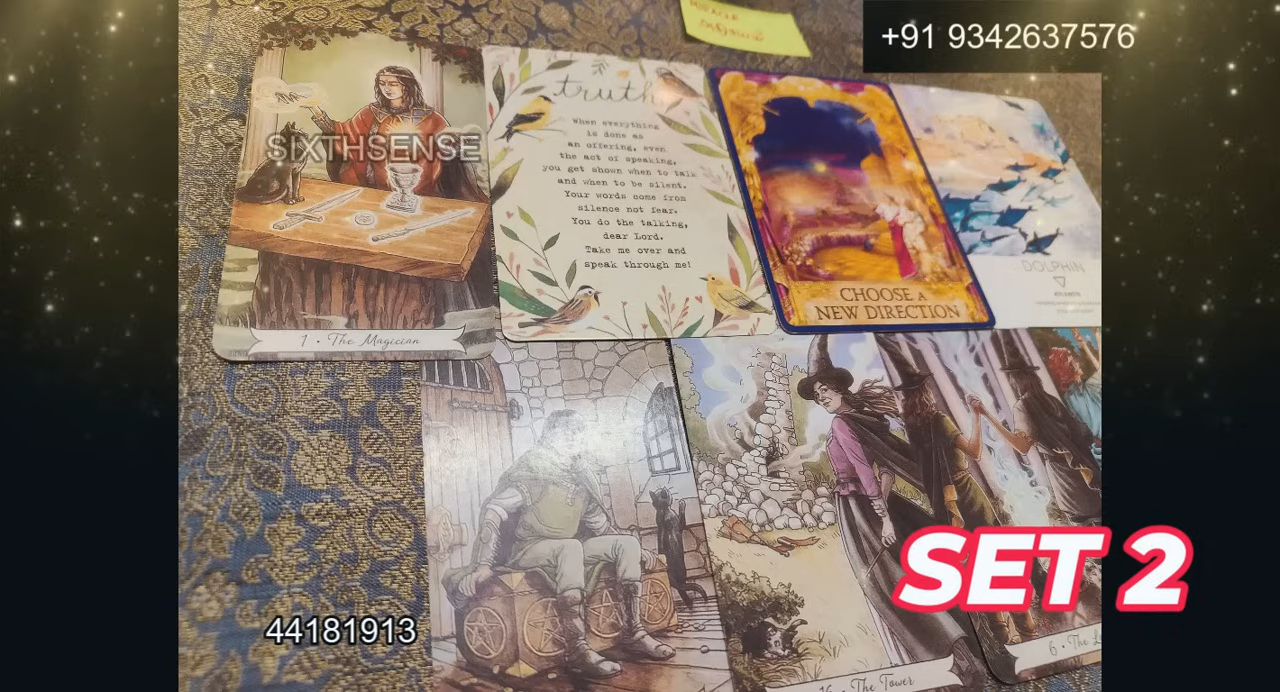 +91 9342637576
MIRACLE
SIXTHSENSE
truth
When everything
is done as
an offering, even
the act of speaking,
you get shown when to talk
and when to be silent.
Your words come from
silence not fear.
You do the talking,
dear Lord.
Take me over and
speak through me!
CHOOSE A
NEW DIRECTION
DOLPHIN
1 • The Magician
SET 2
44181913
16 • The Tower
6 • The